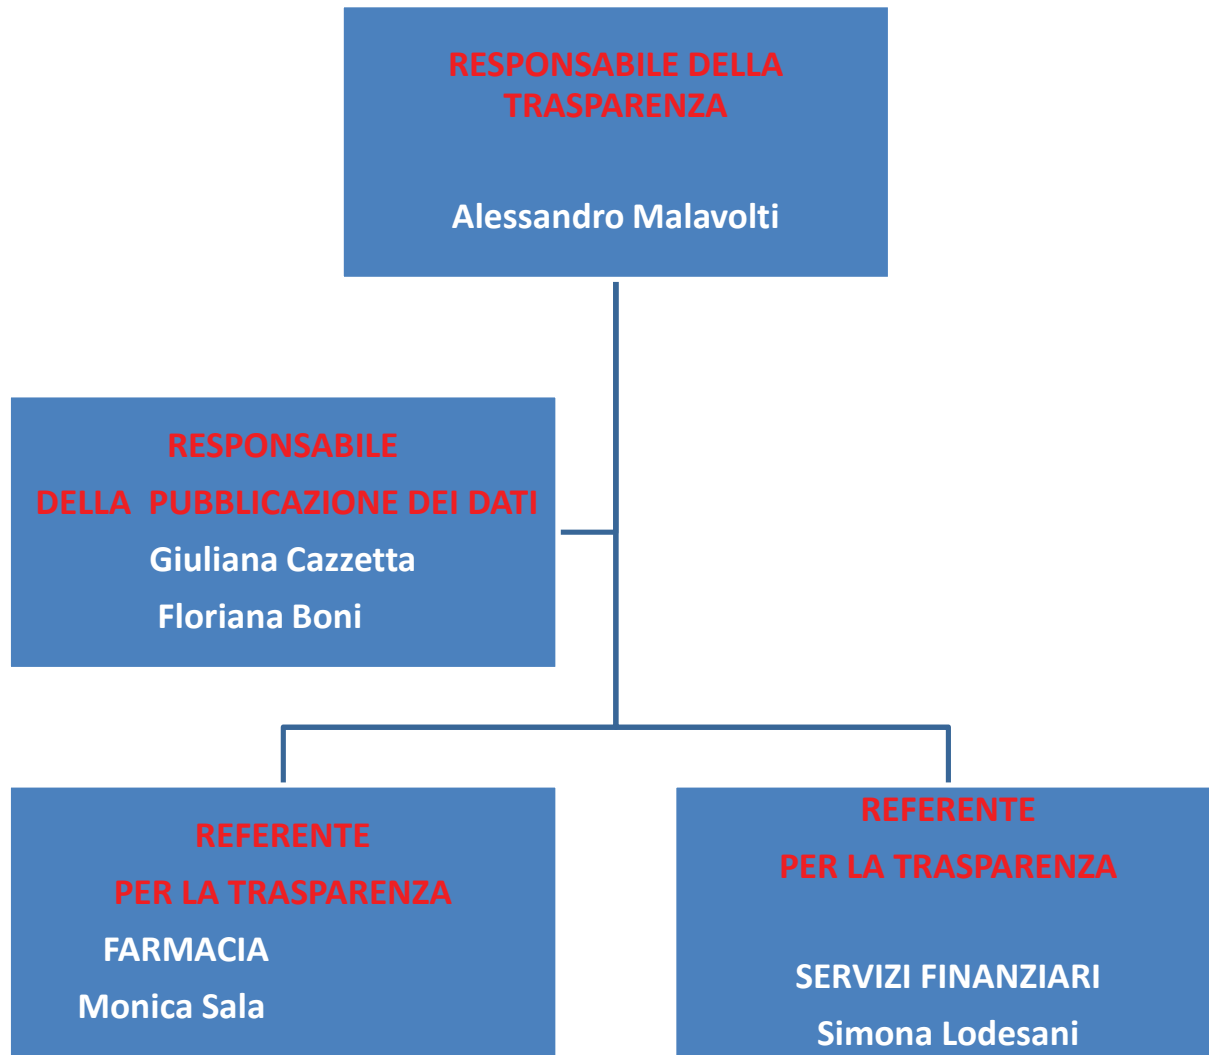 RESPONSABILE DELLA
TRASPARENZA
Alessandro Malavolti
RESPONSABILE
DELLA PUBBLICAZIONE DEI DATI
Giuliana Cazzetta
Floriana Boni
REFERENTE
PER LA TRASPARENZA
FARMACIA
Monica Sala
REFERENTE
PER LA TRASPARENZA
SERVIZI FINANZIARI
Simona Lodesani